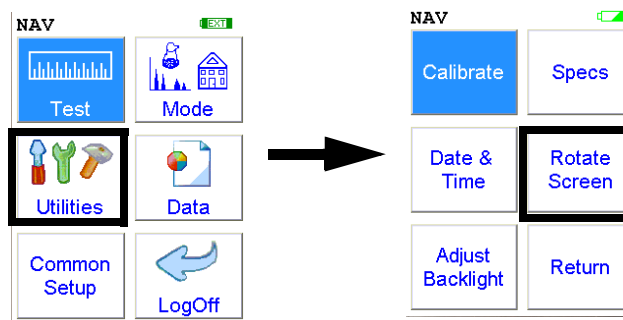 NAV
EXT
Test
Mode
Utilities
Data
Common
Setup
LogOff
NAV
Calibrate
Specs
Date &
Time
Rotate
Screen
Adjust
Backlight
Return